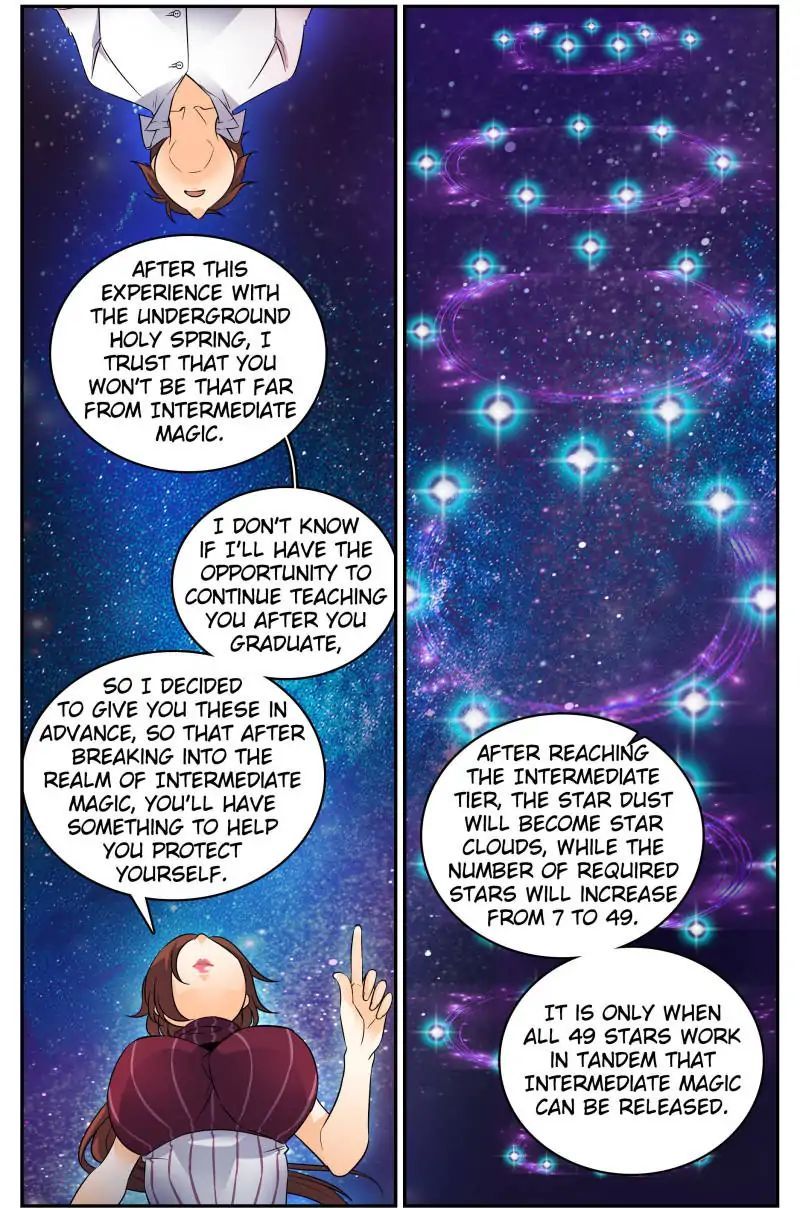 AFTER THIS
EXPERIENCE WITH
THE UNDERGROUND
HOLY SPRING, I
TRUST THAT YOU
WON'T BE THAT FAR
FROM INTERMEDIATE
MAGIC.
I DON'T KNOW
IF I'LL HAVE THE
OPPORTUNITY TO
CONTINUE TEACHING
YOU AFTER YOU
GRADUATE,
SO I DECIDED
TO GIVE YOU THESE IN
ADVANCE, SO THAT AFTER
BREAKING INTO THE
REALM OF INTERMEDIATE
MAGIC, YOU'LL HAVE
SOMETHING TO HELP
YOU PROTECT
YOURSELF.
AFTER REACHING
THE INTERMEDIATE
TIER, THE STAR DUST
WILL BECOME STAR
CLOUDS, WHILE THE
NUMBER OF REQUIRED
STARS WILL INCREASE
FROM 7 TO 49.
IT IS ONLY WHEN
ALL 49 STARS WORK
IN TANDEM THAT
INTERMEDIATE MAGIC
CAN BE RELEASED.